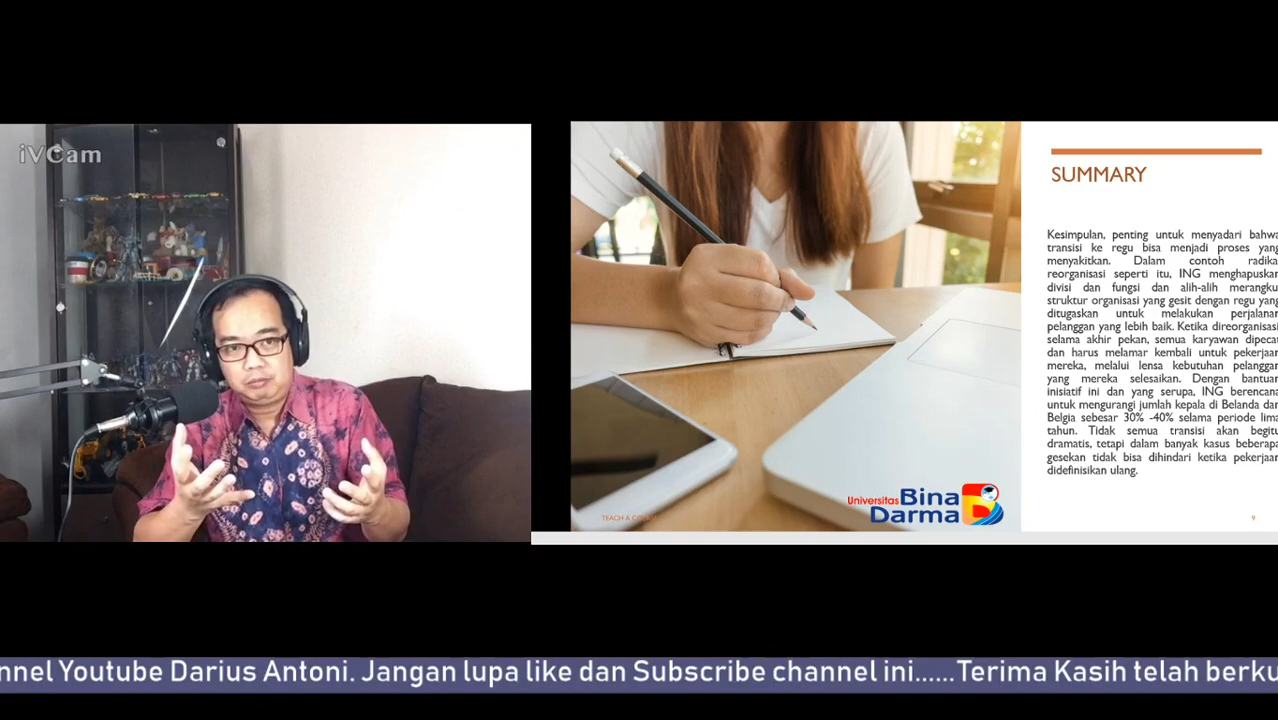 iVCam
SUMMARY
Kesimpulan, penting untuk menyadari bahwa
transisi ke regu bisa menjadi proses yang
menyakitkan. Dalam contoh radika
reorganisasi seperti itu, ING menghapuskan
divisi dan fungsi dan alih-alih merangku
struktur organisasi yang gesit dengan regu yang
ditugaskan untuk melakukan perjalanan
pelanggan yang lebih baik. Ketika direorganisasi
selama akhir pekan, semua karyawan dipecat
dan harus melamar kembali untuk pekerjaan
mereka, melalui lensa kebutuhan pelanggan
yang mereka selesaikan. Dengan bantuan
inisiatif ini dan yang serupa, ING berencana
untuk mengurangi jumlah kepala di Belanda dan
Belgia sebesar 30% -40% selama periode lima
tahun. Tidak semua transisi akan begitu
dramatis, tetapi dalam banyak kasus beberapa
gesekan tidak bisa dihindari ketika pekerjaan
didefinisikan ulang.
Universitas Bina
Darma
TEACH A
9
nnel Youtube Darius Antoni. Jangan lupa like dan Subscribe channel ini......Terima Kasih telah berku